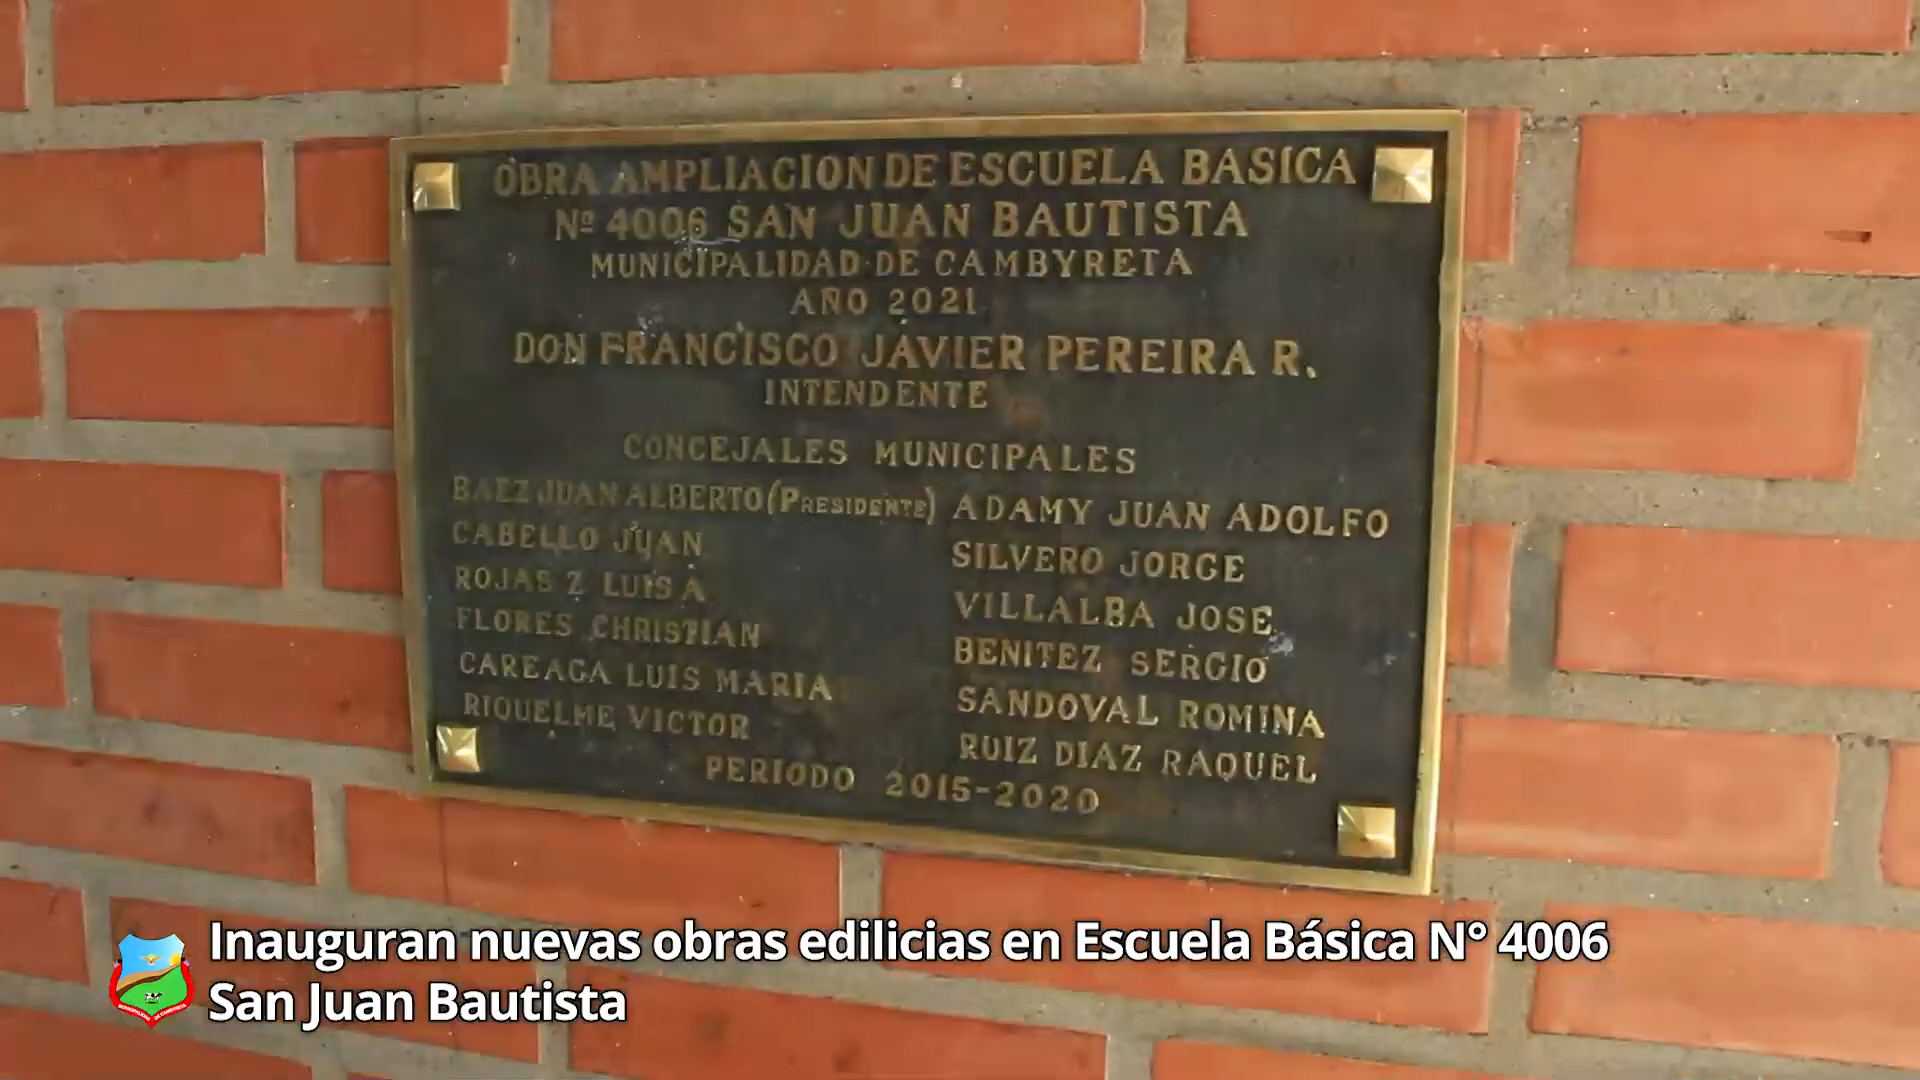 OBRA AMPLIACION DE ESCUELA BASICA
Nº 4006 SAN JUAN BAUTISTA
MUNICIPALIDAD DE CAMBYRETA
AÑO 2021
DON FRANCISCO JAVIER PEREIRA R.
INTENDENTE
CONCEJALES MUNICIPALES
BAEZ JUAN ALBERTO (PRESIDENTE) ADAMY JUAN ADOLFO
CABELLO JUAN SILVERO JORGE
ROJAS Z LUIS A VILLALBA JOSE
FLORES CHRISTIAN BENITEZ SERGIO
CAREAGA LUIS MARIA SANDOVAL ROMINA
RIQUELME VICTOR RUIZ DIAZ RAQUEL
PERIODO 2015-2020
Inauguran nuevas obras edilicias en Escuela Básica N° 4006
San Juan Bautista